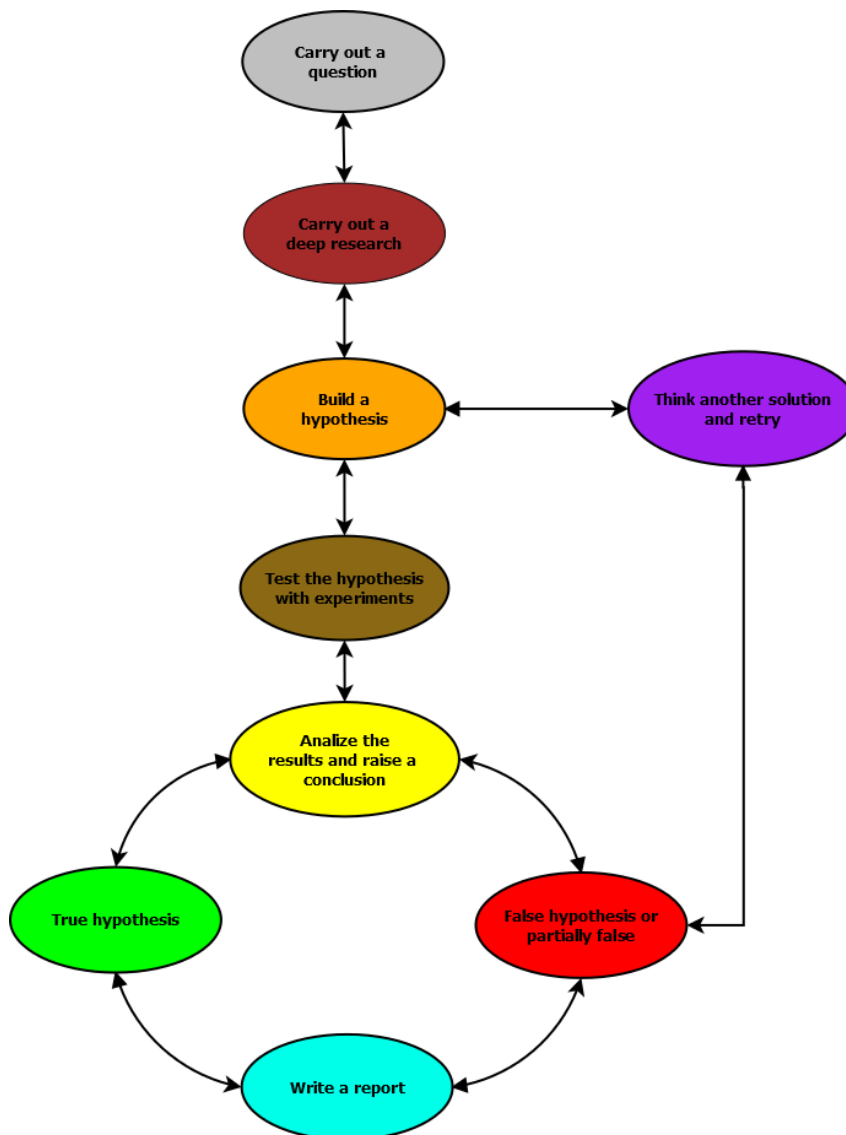 Carry out a
question
Carry out a
deep research
Build a
hypothesis
Think another solution
and retry
Test the hypothesis
with experiments
Analize the
results and raise a
conclusion
True hypothesis
False hypothesis or
partially false
Write a report